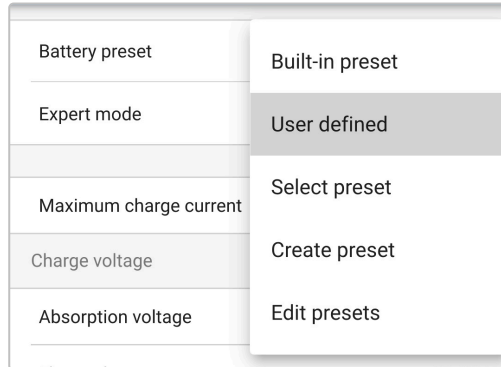 Battery preset
Expert mode
Maximum charge current
Charge voltage
Absorption voltage
Built-in preset
User defined
Select preset
Create preset
Edit presets